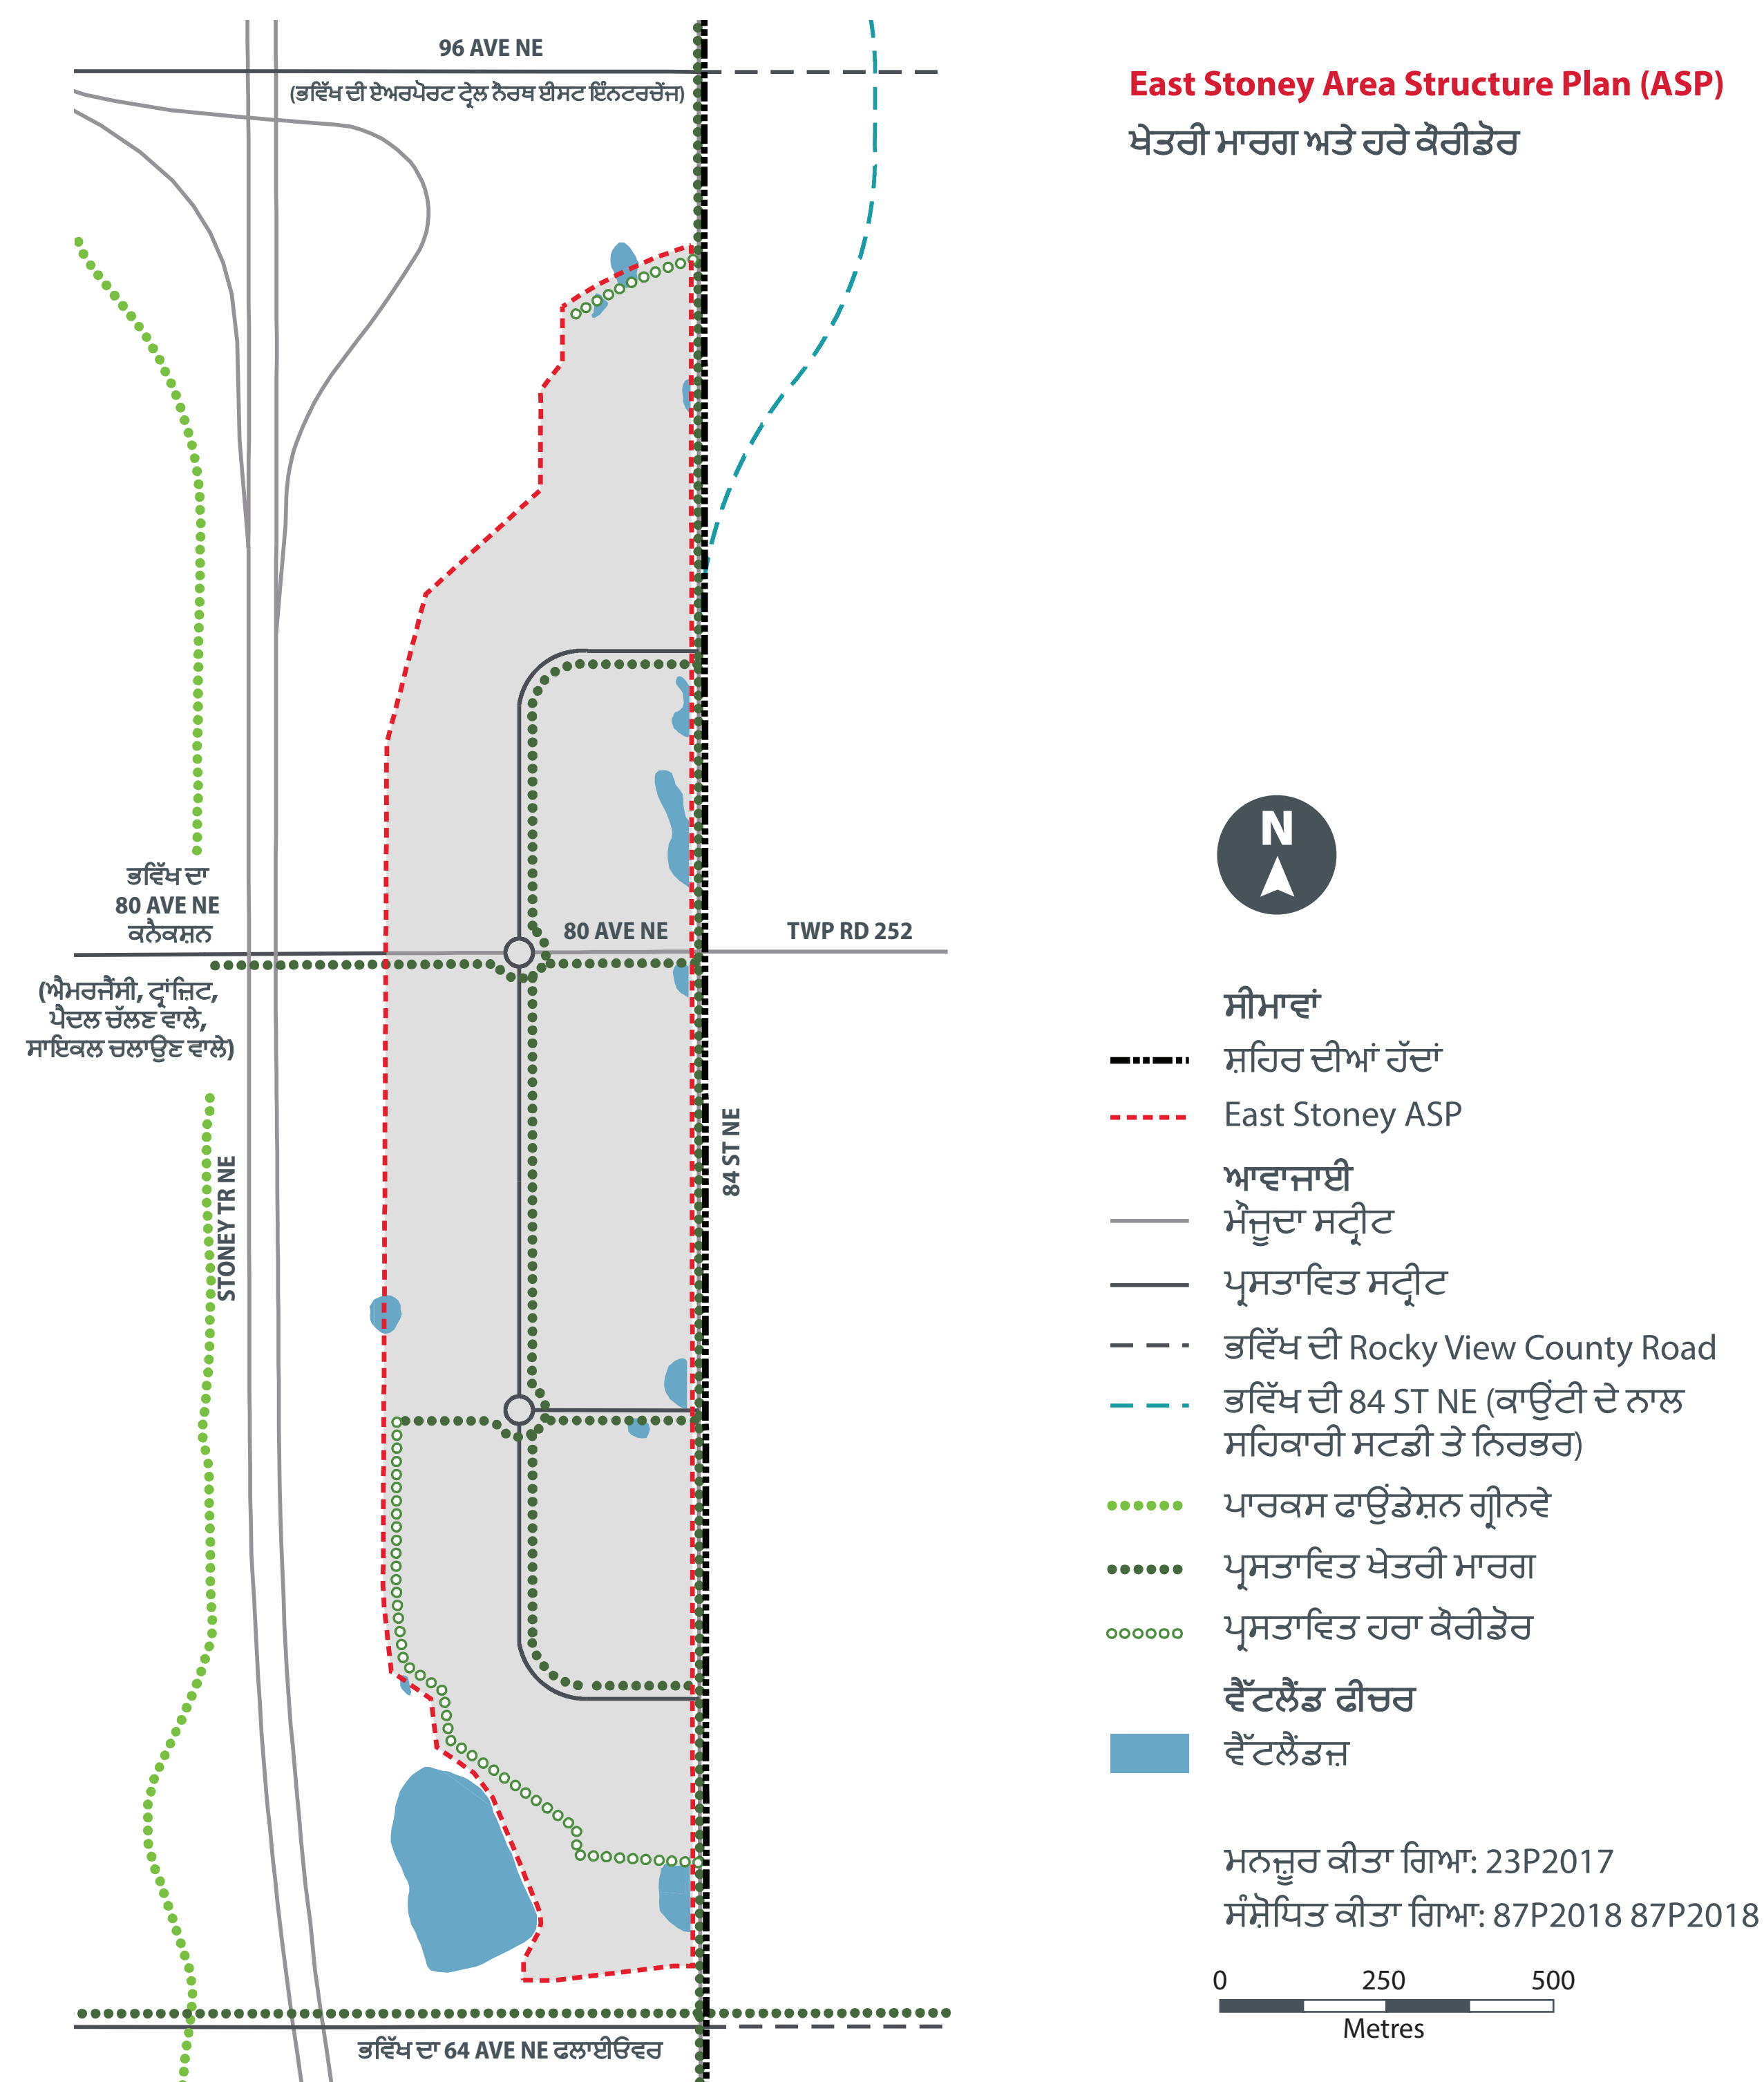 96 AVE NE
(ਭਵਿੱਖ ਦੀ ਏਅਰਪੋਰਟ ਟ੍ਰੇਲ ਨੋਰਥ ਈਸਟ ਇੰਨਟਰਚੇਂਜ)
East Stoney Area Structure Plan (ASP)
ਖੇਤਰੀ ਮਾਰਗ ਅਤੇ ਹਰੇ ਕੋਰੀਡੋਰ
ਭਵਿੱਖ ਦਾ
80 AVE NE
ਕਨੈਕਸ਼ਨ
(ਐਮਰਜੈਂਸੀ, ਟ੍ਰਾਂਜ਼ਿਟ,
ਪੈਦਲ ਚੱਲਣ ਵਾਲੇ,
ਸਾਇਕਲ ਚਲਾਉਣ ਵਾਲੇ)
80 AVE NE
TWP RD 252
STONEY TR NE
84 ST NE
ਭਵਿੱਖ ਦਾ 64 AVE NE ਫਲਾਈਓਵਰ
N
ਸੀਮਾਵਾਂ
ਸ਼ਹਿਰ ਦੀਆਂ ਹੱਦਾਂ
East Stoney ASP
ਆਵਾਜਾਈ
ਮੌਜੂਦਾ ਸਟ੍ਰੀਟ
ਪ੍ਰਸਤਾਵਿਤ ਸਟ੍ਰੀਟ
ਭਵਿੱਖ ਦੀ Rocky View County Road
ਭਵਿੱਖ ਦੀ 84 ST NE (ਕਾਉਂਟੀ ਦੇ ਨਾਲ
ਸਹਿਕਾਰੀ ਸਟਡੀ ਤੇ ਨਿਰਭਰ)
ਪਾਰਕਸ ਫਾਉਂਡੇਸ਼ਨ ਗ੍ਰੀਨਵੇ
ਪ੍ਰਸਤਾਵਿਤ ਖੇਤਰੀ ਮਾਰਗ
ਪ੍ਰਸਤਾਵਿਤ ਹਰਾ ਕੋਰੀਡੋਰ
ਵੈੱਟਲੈਂਡ ਫੀਚਰ
ਵੈੱਟਲੈਂਡਜ਼
ਮਨਜ਼ੂਰ ਕੀਤਾ ਗਿਆ: 23P2017
ਸੰਸ਼ੋਧਿਤ ਕੀਤਾ ਗਿਆ: 87P2018 87P2018
0 250 500
Metres